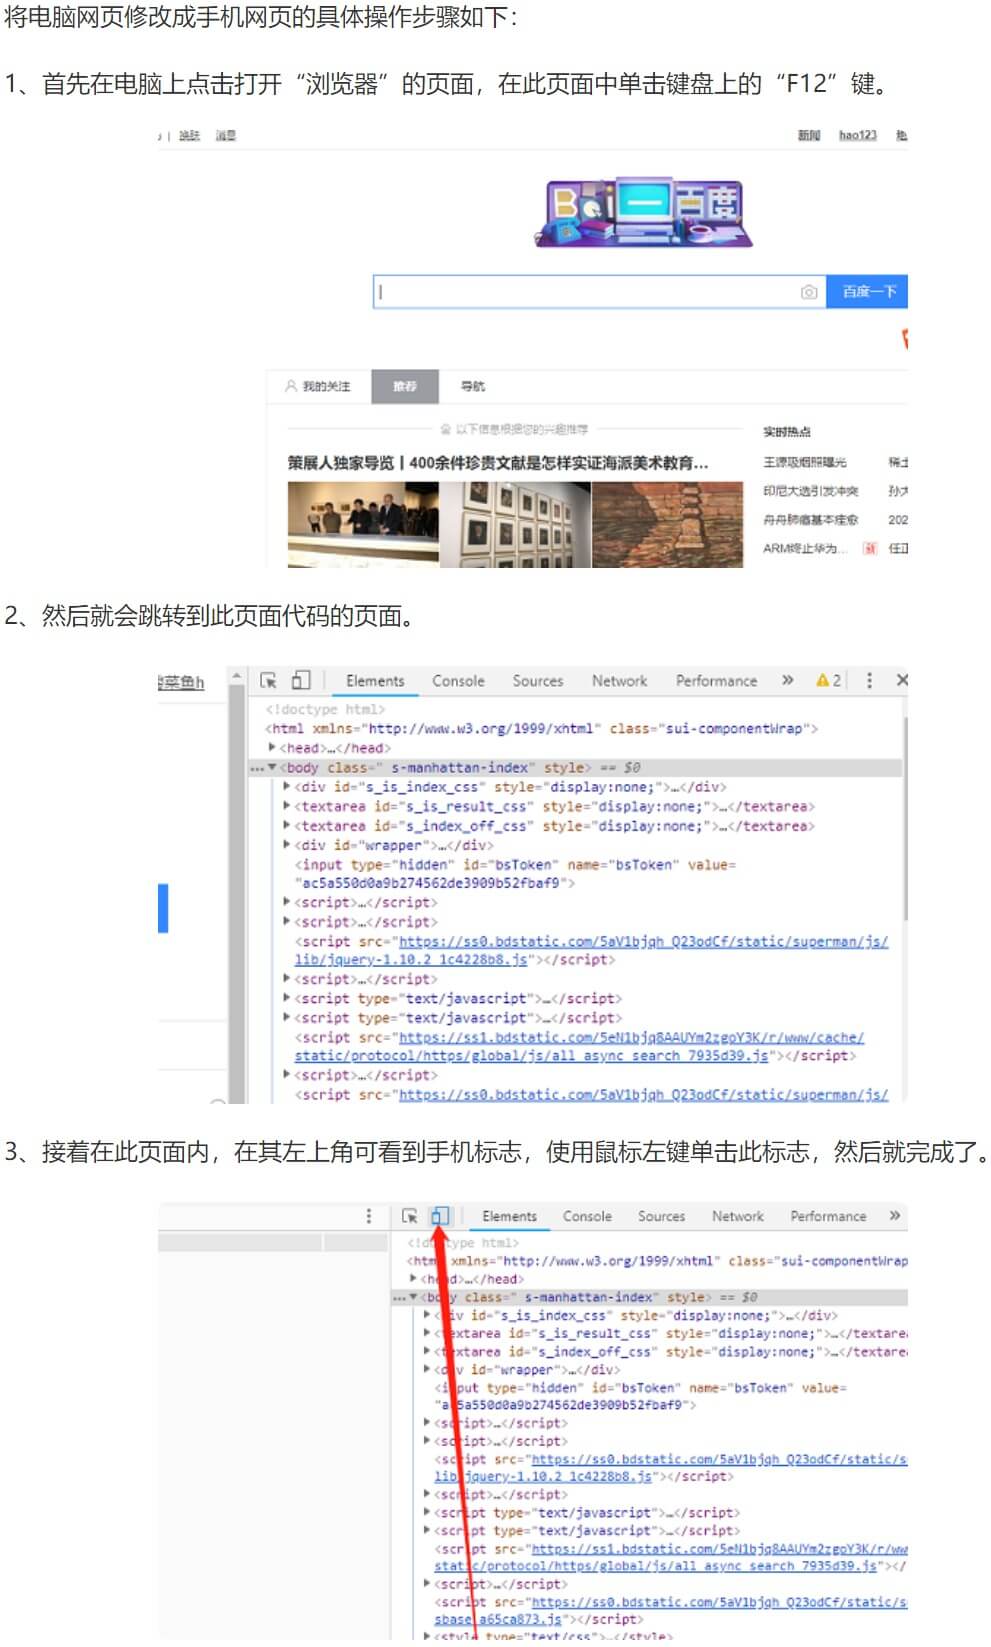 将电脑网页修改成手机网页的具体操作步骤如下：
1、首先在电脑上点击打开“浏览器”的页面，在此页面中单击键盘上的“F12”键。
换肤 消息 新闻 hao123
百度
百度一下
我的关注 推荐 导航
以下信息根据您的兴趣推荐
实时热点
策展人独家导览丨400余件珍贵文献是怎样实证海派美术教育...
王源吸烟照曝光 稀土
印尼大选引发冲突 孙大
舟舟肺癌基本痊愈 202
ARM终止华为... 新 任正
2、然后就会跳转到此页面代码的页面。
菜鱼h
Elements Console Sources Network Performance » 2
<!doctype html>
<html xmlns="http://www.w3.org/1999/xhtml" class="sui-componentWrap">
<head>…</head>
…<body class=" s-manhattan-index" style> == $0
<div id="s_is_index_css" style="display:none;">…</div>
<textarea id="s_is_result_css" style="display:none;">…</textarea>
<textarea id="s_index_off_css" style="display:none;">…</textarea>
<div id="wrapper">…</div>
<input type="hidden" id="bsToken" name="bsToken" value=
"ac5a550d0a9b274562de3909b52fbaf9">
<script>…</script>
<script>…</script>
<script src="https://ss0.bdstatic.com/5aV1bjqh_Q23odCf/static/superman/js/
lib/jquery-1.10.2_1c4228b8.js"></script>
<script>…</script>
<script type="text/javascript">…</script>
<script type="text/javascript">…</script>
<script src="https://ss1.bdstatic.com/5eN1bjq8AAUYm2zgoY3K/r/www/cache/
static/protocol/https/global/js/all_async_search_7935d39.js"></script>
<script>…</script>
<script src="https://ss0.bdstatic.com/5aV1bjqh_Q23odCf/static/superman/js/
3、接着在此页面内，在其左上角可看到手机标志，使用鼠标左键单击此标志，然后就完成了。
Elements Console Sources Network Performance »
<!doctype html>
<html xmlns="http://www.w3.org/1999/xhtml" class="sui-componentWrap
<head>…</head>
…<body class=" s-manhattan-index" style> == $0
<div id="s_is_index_css" style="display:none;">…</div>
<textarea id="s_is_result_css" style="display:none;">…</textarea
<textarea id="s_index_off_css" style="display:none;">…</textarea
<div id="wrapper">…</div>
<input type="hidden" id="bsToken" name="bsToken" value=
"ac5a550d0a9b274562de3909b52fbaf9">
<script>…</script>
<script>…</script>
<script src="https://ss0.bdstatic.com/5aV1bjqh_Q23odCf/static/s
lib/jquery-1.10.2_1c4228b8.js"></script>
<script>…</script>
<script type="text/javascript">…</script>
<script type="text/javascript">…</script>
<script src="https://ss1.bdstatic.com/5eN1bjq8AAUYm2zgoY3K/r/ww
static/protocol/https/global/js/all_async_search_7935d39.js"></
<script>…</script>
<script src="https://ss0.bdstatic.com/5aV1bjqh_Q23odCf/static/s
sbase_a65ca873.js"></script>
<style type="text/css">…</style>